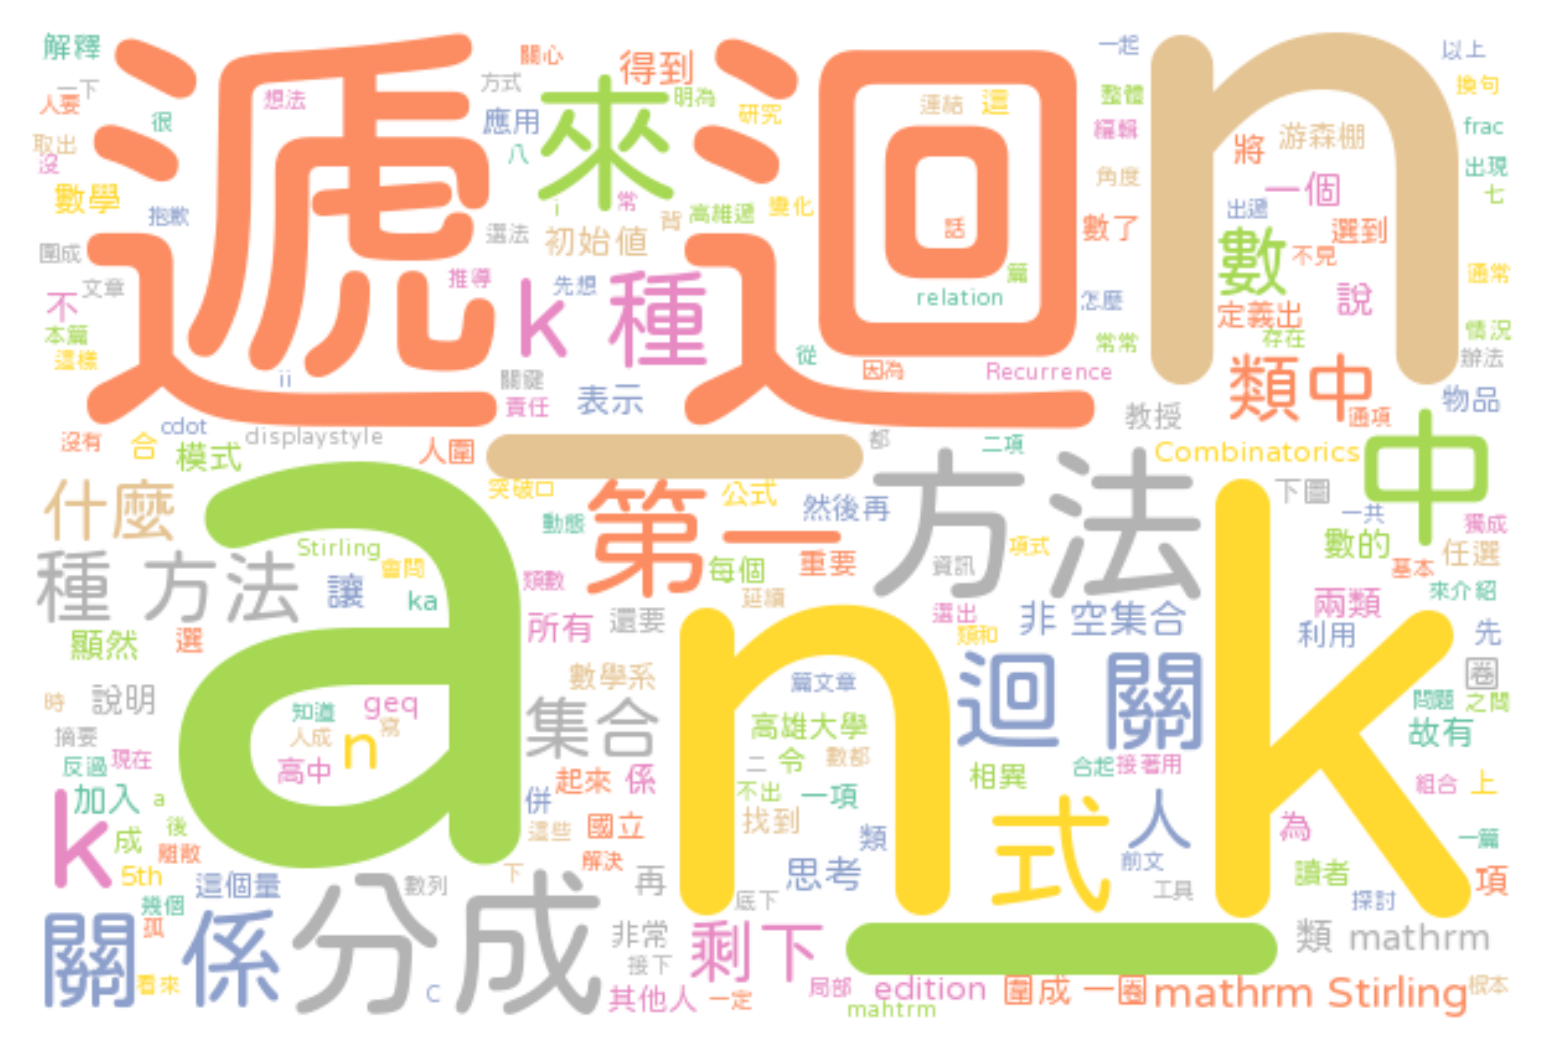 遞迴
n
a
n
k
解釋
一下
人要
很
取出
沒
數學
抱歉
圍成
不
文章
本篇
這樣
想法
關心
方式
得到
來
明為
應用
八
研究
連結
這
i
常
背
高雄遞
變化
選法
初始值
話
推導
先想
k
種
篇
relation
ii
關鍵
責任
表示
從
因為
Recurrence
一起
整體
編輯
角度
數了
怎麼
常常
以上
換句
將
游森棚
frac
出現
一個
七
出遞
選到
數
不見
通常
說
定義出
存在
情況
辦法
類中
通項
物品
教授
沒有
cdot
合
模式
displaystyle
人圍
都
二項
Combinatorics
中
什麼
突破口
公式
然後再
方法
下圖
一共
獨成
動態
第一
數的
任選
種 方法
Stirling
會問
每個
重要
資訊
項式
基本
讓
ka
類數
延續
來介紹
兩類
顯然
選
所有
還要
選出
類和
非 空集合
利用
先
數學系
篇文章
迴 關
圈
時
說明
知道
geq
集合
高雄大學
問題
之間
摘要
人成
n
寫
故有
反過
現在
高中
起來
係
二
令
數都
相異
合起
接著用
加入
a
併
不出
一項
組合
上
k
成
後
這些
國立
找到
類
式
人
為
一篇
離散
解決
5th
這個量
數列
下
再
思考
前文
讀者
項
幾個
底下
工具
探討
孤
關 係
分成
非常
剩下
類
mathrm
接下
看來
C
其他人
一定
局部
edition
圍成 一圈
mathrm Stirling
根本
mahtrm